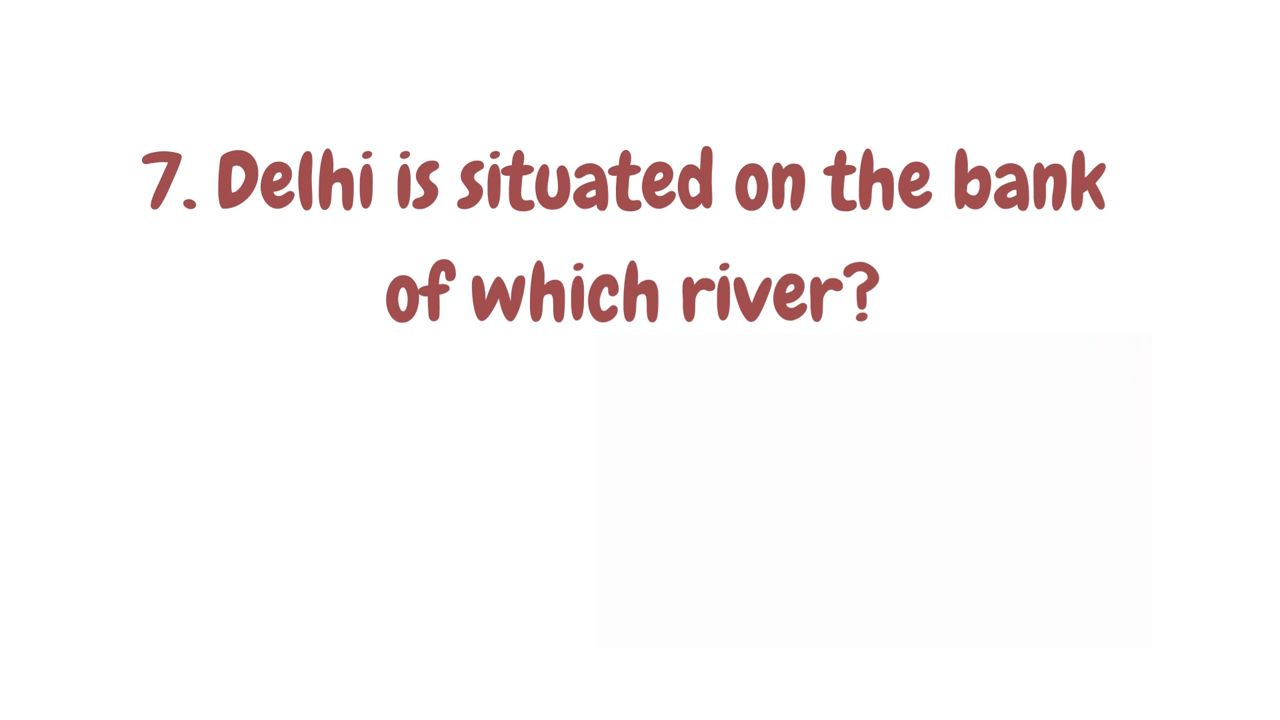 7. Delhi is situated on the bank
of which river?